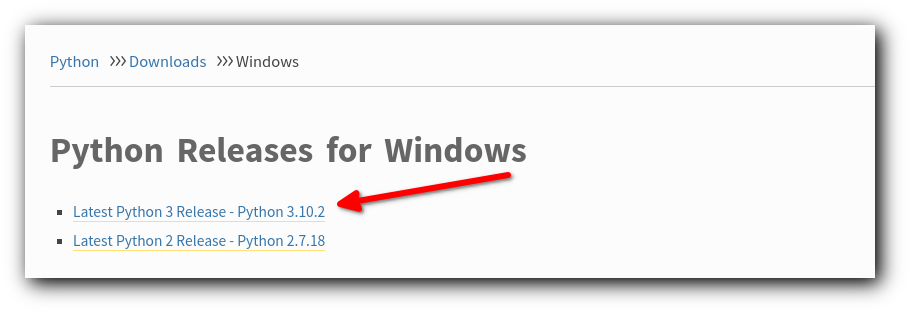 Python >>> Downloads >>> Windows
Python Releases for Windows
Latest Python 3 Release - Python 3.10.2
Latest Python 2 Release - Python 2.7.18